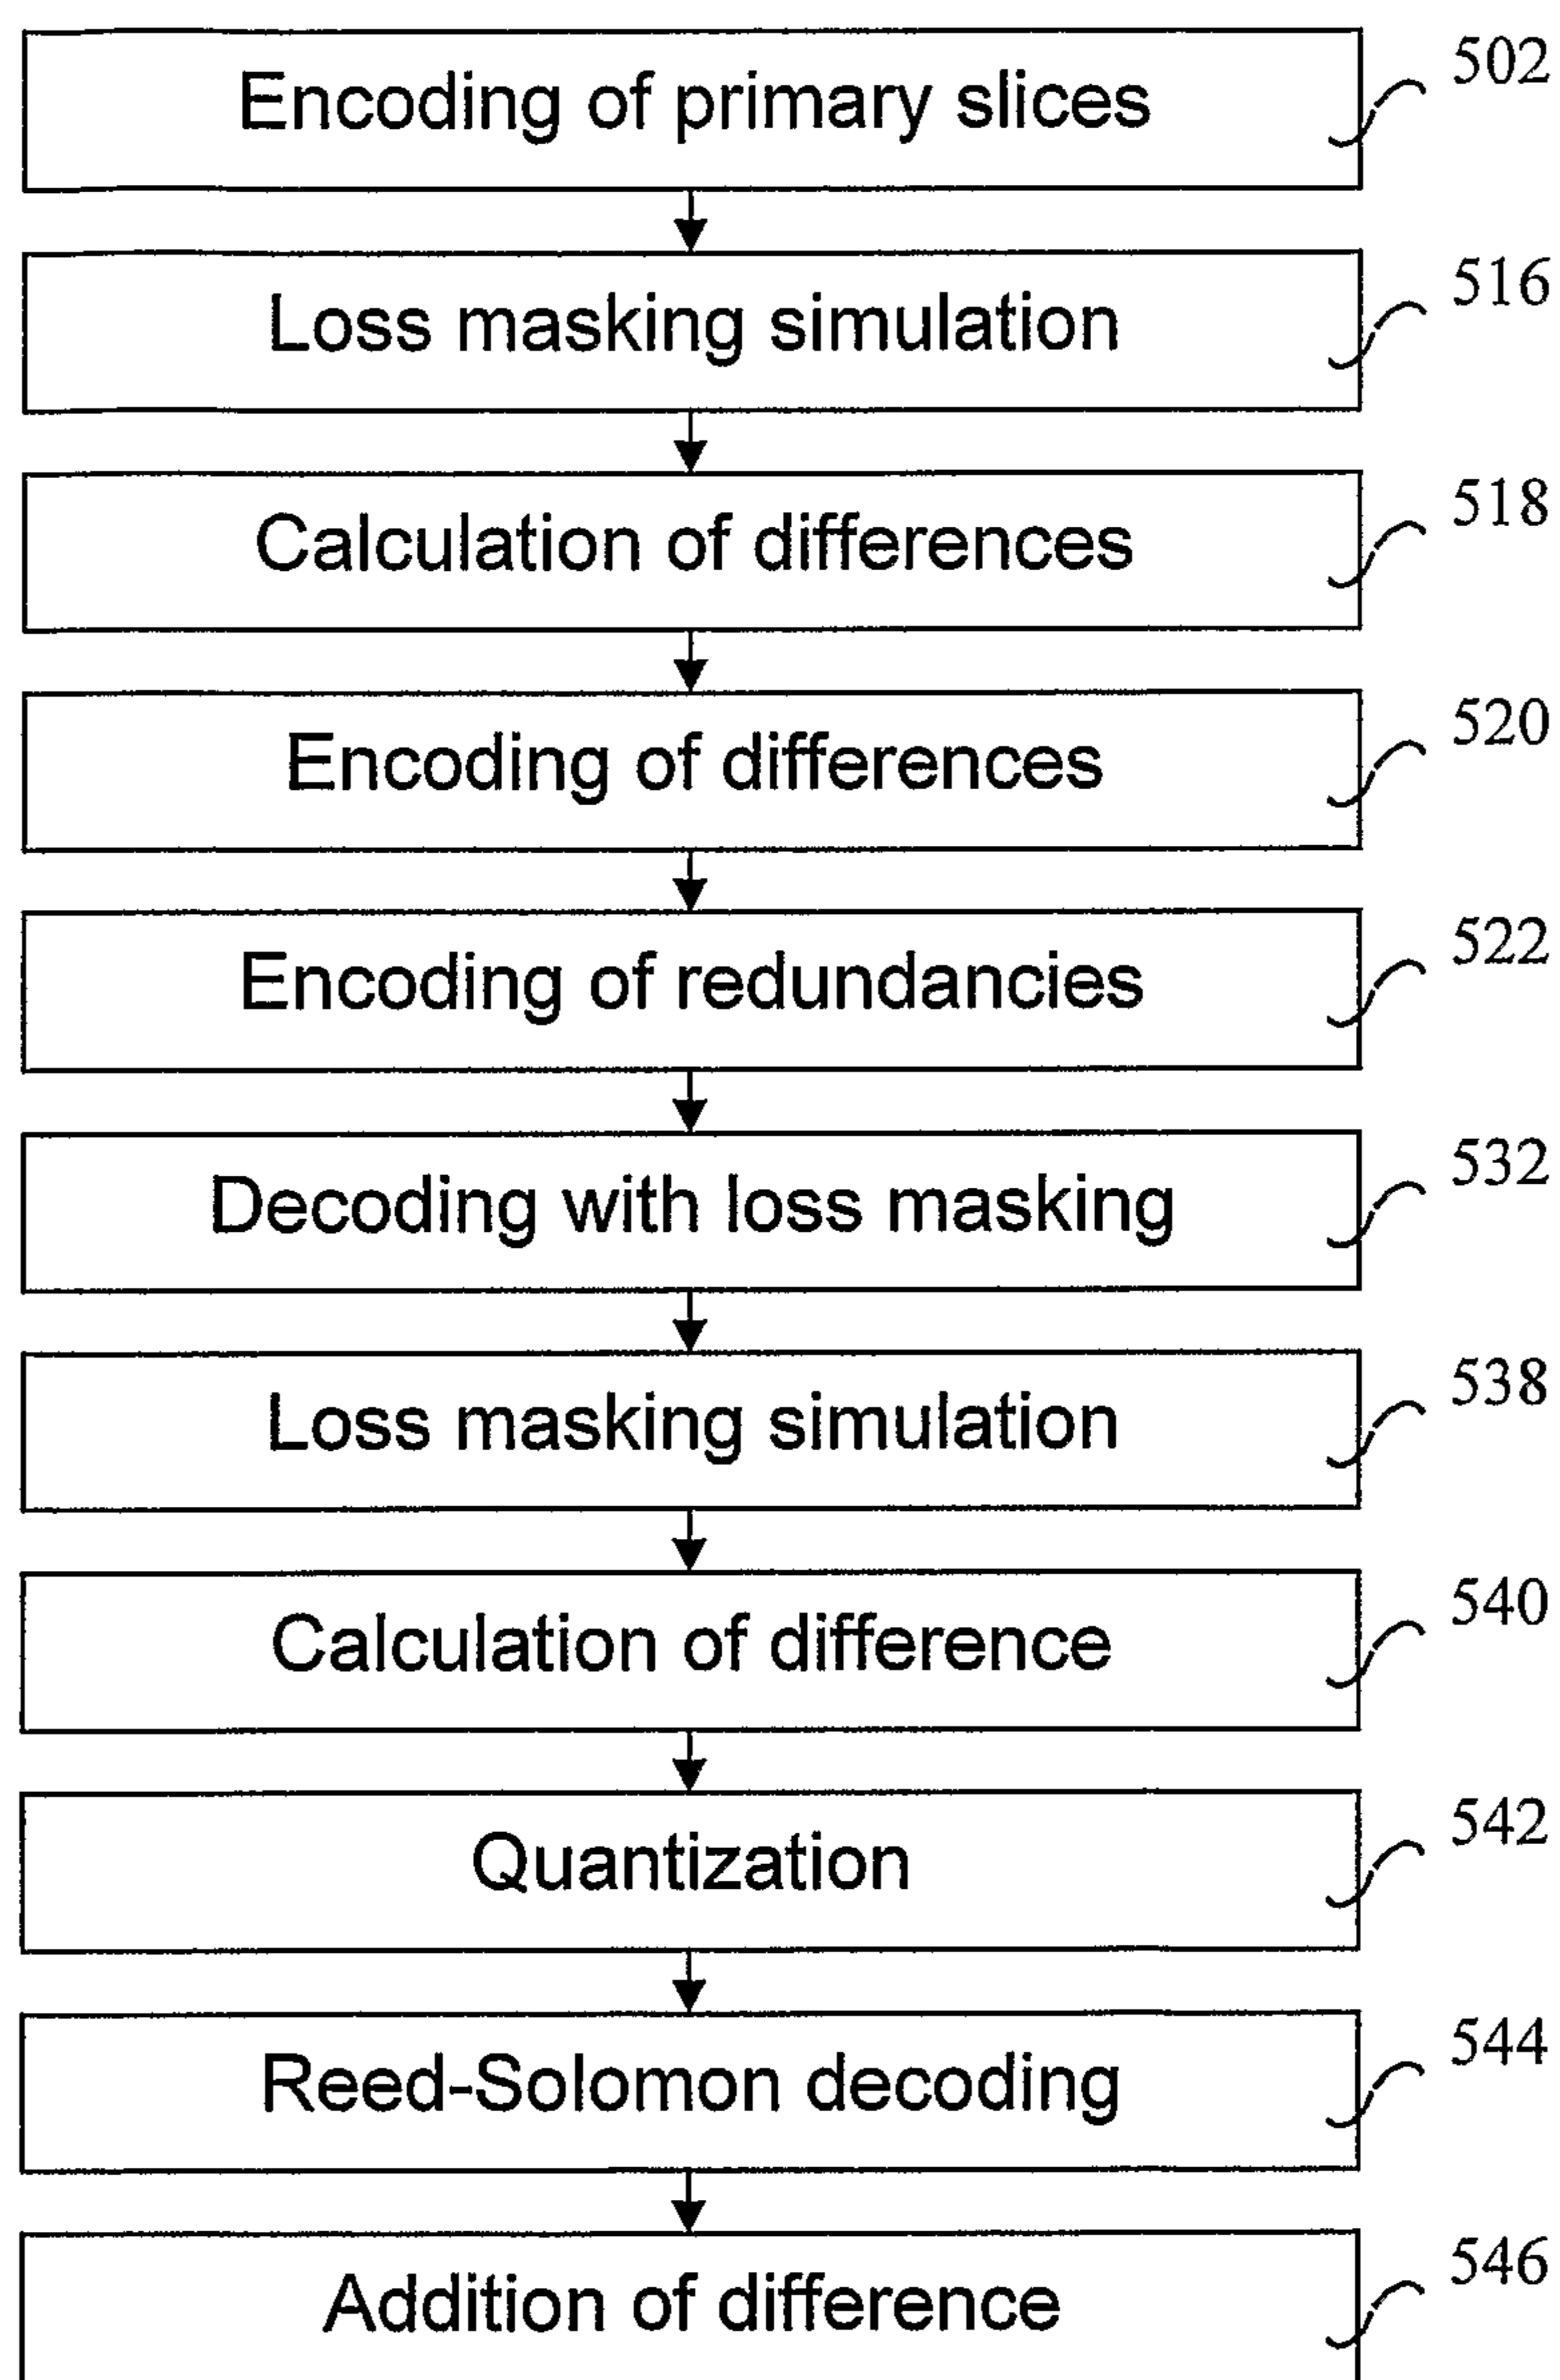 Encoding of primary slices 502
Loss masking simulation 516
Calculation of differences 518
Encoding of differences 520
Encoding of redundancies 522
Decoding with loss masking 532
Loss masking simulation 538
Calculation of difference 540
Quantization 542
Reed-Solomon decoding 544
Addition of difference 546